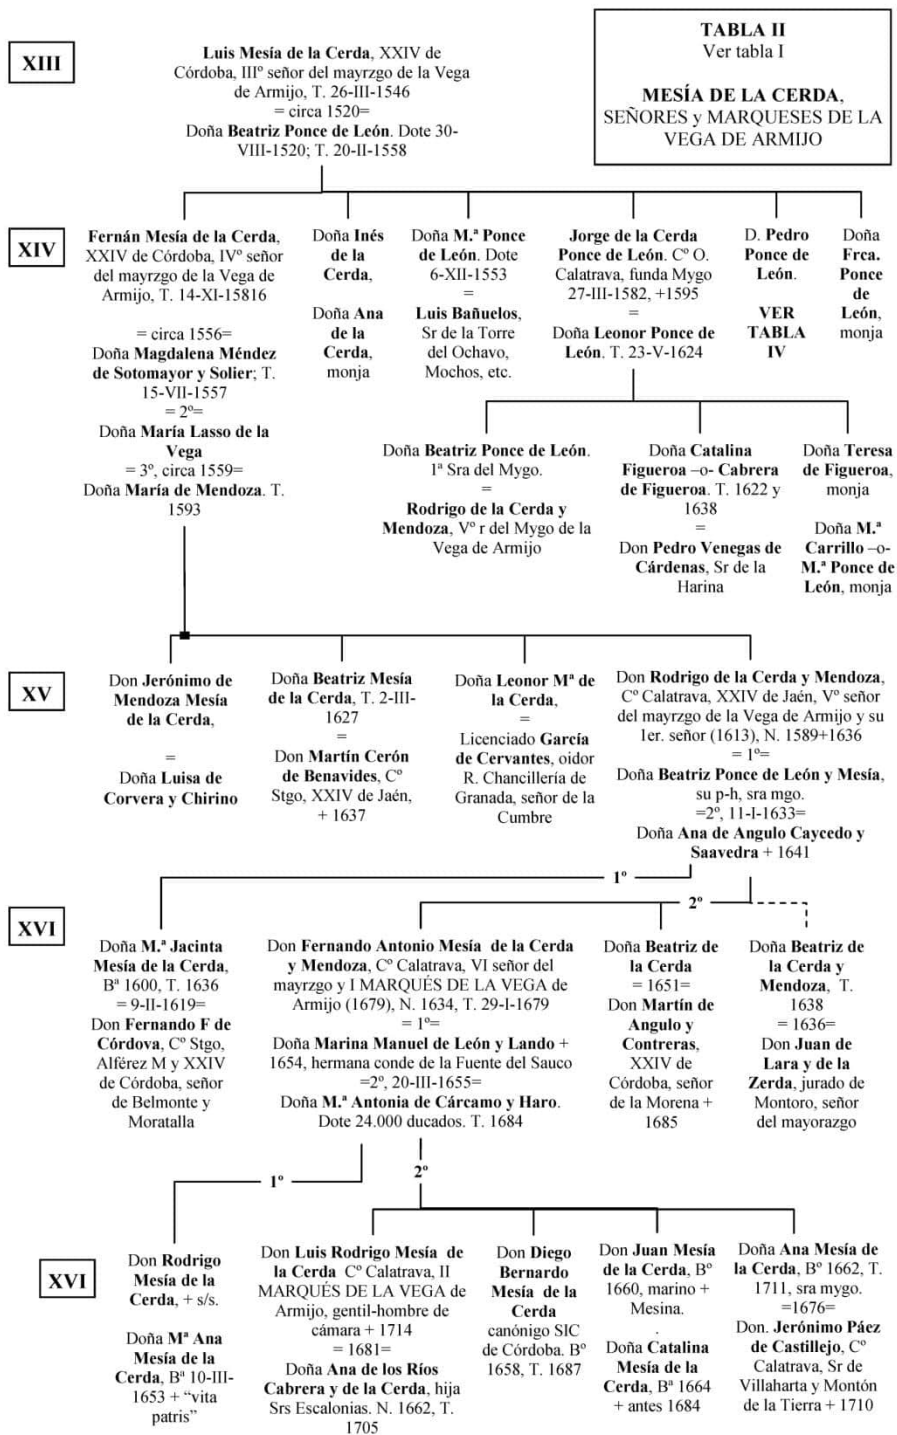 XIII
Luis Mesía de la Cerda, XXIV de
Córdoba, IIIº señor del mayrzgo de la Vega
de Armijo, T. 26-III-1546
= circa 1520=
Doña Beatriz Ponce de León. Dote 30-
VIII-1520; T. 20-II-1558
TABLA II
Ver tabla I
MESÍA DE LA CERDA,
SEÑORES y MARQUESES DE LA
VEGA DE ARMIJO
XIV
Fernán Mesía de la Cerda,
XXIV de Córdoba, IVº señor
del mayrzgo de la Vega de
Armijo, T. 14-XI-15816
= circa 1556=
Doña Magdalena Méndez
de Sotomayor y Solier; T.
15-VII-1557
= 2º=
Doña María Lasso de la
Vega
= 3º, circa 1559=
Doña María de Mendoza. T.
1593
Doña Inés
de la
Cerda,
Doña Ana
de la
Cerda,
monja
Doña M.ª Ponce
de León. Dote
6-XII-1553
=
Luis Bañuelos,
Sr de la Torre
del Ochavo,
Mochos, etc.
Jorge de la Cerda
Ponce de León. Cº O.
Calatrava, funda Mygo
27-III-1582, +1595
=
Doña Leonor Ponce de
León. T. 23-V-1624
D. Pedro
Ponce de
León.
VER
TABLA
IV
Doña
Frca.
Ponce
de
León,
monja
Doña Beatriz Ponce de León.
1ª Sra del Mygo.
=
Rodrigo de la Cerda y
Mendoza, Vº r del Mygo de la
Vega de Armijo
Doña Catalina
Figueroa –o- Cabrera
de Figueroa. T. 1622 y
1638
=
Don Pedro Venegas de
Cárdenas, Sr de la
Harina
Doña Teresa
de Figueroa,
monja
Doña M.ª
Carrillo –o-
M.ª Ponce de
León, monja
XV
Don Jerónimo de
Mendoza Mesía
de la Cerda,
=
Doña Luisa de
Corvera y Chirino
Doña Beatriz Mesía
de la Cerda, T. 2-III-
1627
=
Don Martín Cerón
de Benavides, Cº
Stgo, XXIV de Jaén,
+ 1637
Doña Leonor Mª de
la Cerda,
=
Licenciado García
de Cervantes, oidor
R. Chancillería de
Granada, señor de la
Cumbre
Don Rodrigo de la Cerda y Mendoza,
Cº Calatrava, XXIV de Jaén, Vº señor
del mayrzgo de la Vega de Armijo y su
1er. señor (1613), N. 1589+1636
= 1º=
Doña Beatriz Ponce de León y Mesía,
su p-h, sra mgo.
=2º, 11-I-1633=
Doña Ana de Angulo Caycedo y
Saavedra + 1641
1º
2º
XVI
Doña M.ª Jacinta
Mesía de la Cerda,
Bª 1600, T. 1636
= 9-II-1619=
Don Fernando F de
Córdova, Cº Stgo,
Alférez M y XXIV
de Córdoba, señor
de Belmonte y
Moratalla
Don Fernando Antonio Mesía de la Cerda
y Mendoza, Cº Calatrava, VI señor del
mayrzgo y I MARQUÉS DE LA VEGA de
Armijo (1679), N. 1634, T. 29-I-1679
= 1º=
Doña Marina Manuel de León y Lando +
1654, hermana conde de la Fuente del Sauco
=2º, 20-III-1655=
Doña M.ª Antonia de Cárcamo y Haro.
Dote 24.000 ducados. T. 1684
Doña Beatriz de
la Cerda
= 1651=
Don Martín de
Angulo y
Contreras,
XXIV de
Córdoba, señor
de la Morena +
1685
Doña Beatriz de
la Cerda y
Mendoza, T.
1638
= 1636=
Don Juan de
Lara y de la
Zerda, jurado de
Montoro, señor
del mayorazgo
1º
2º
XVI
Don Rodrigo
Mesía de la
Cerda, + s/s.
Doña Mª Ana
Mesía de la
Cerda, Bª 10-III-
1653 + “vita
patris”
Don Luis Rodrigo Mesía de
la Cerda Cº Calatrava, II
MARQUÉS DE LA VEGA de
Armijo, gentil-hombre de
cámara + 1714
= 1681=
Doña Ana de los Ríos
Cabrera y de la Cerda, hija
Srs Escalonias. N. 1662, T.
1705
Don Diego
Bernardo
Mesía de la
Cerda
canónigo SIC
de Córdoba. Bº
1658, T. 1687
Don Juan Mesía
de la Cerda, Bº
1660, marino +
Mesina.
.
Doña Catalina
Mesía de la
Cerda, Bª 1664
+ antes 1684
Doña Ana Mesía de
la Cerda, Bº 1662, T.
1711, sra mygo.
=1676=
Don. Jerónimo Páez
de Castillejo, Cº
Calatrava, Sr de
Villaharta y Montón
de la Tierra + 1710